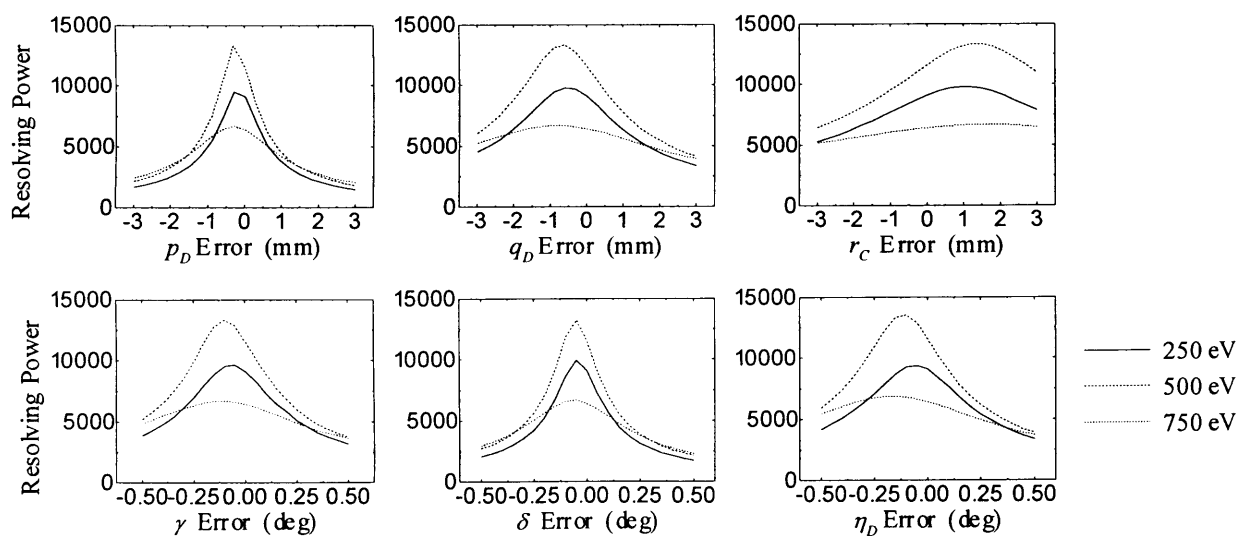 Resolving Power
15000
10000
5000
0
-3 -2 -1 0 1 2 3
p_D Error (mm)
15000
10000
5000
0
-3 -2 -1 0 1 2 3
q_D Error (mm)
15000
10000
5000
0
-3 -2 -1 0 1 2 3
r_C Error (mm)
Resolving Power
15000
10000
5000
0
-0.50 -0.25 0.00 0.25 0.50
γ Error (deg)
15000
10000
5000
0
-0.50 -0.25 0.00 0.25 0.50
δ Error (deg)
15000
10000
5000
0
-0.50 -0.25 0.00 0.25 0.50
η_D Error (deg)
250 eV
500 eV
750 eV